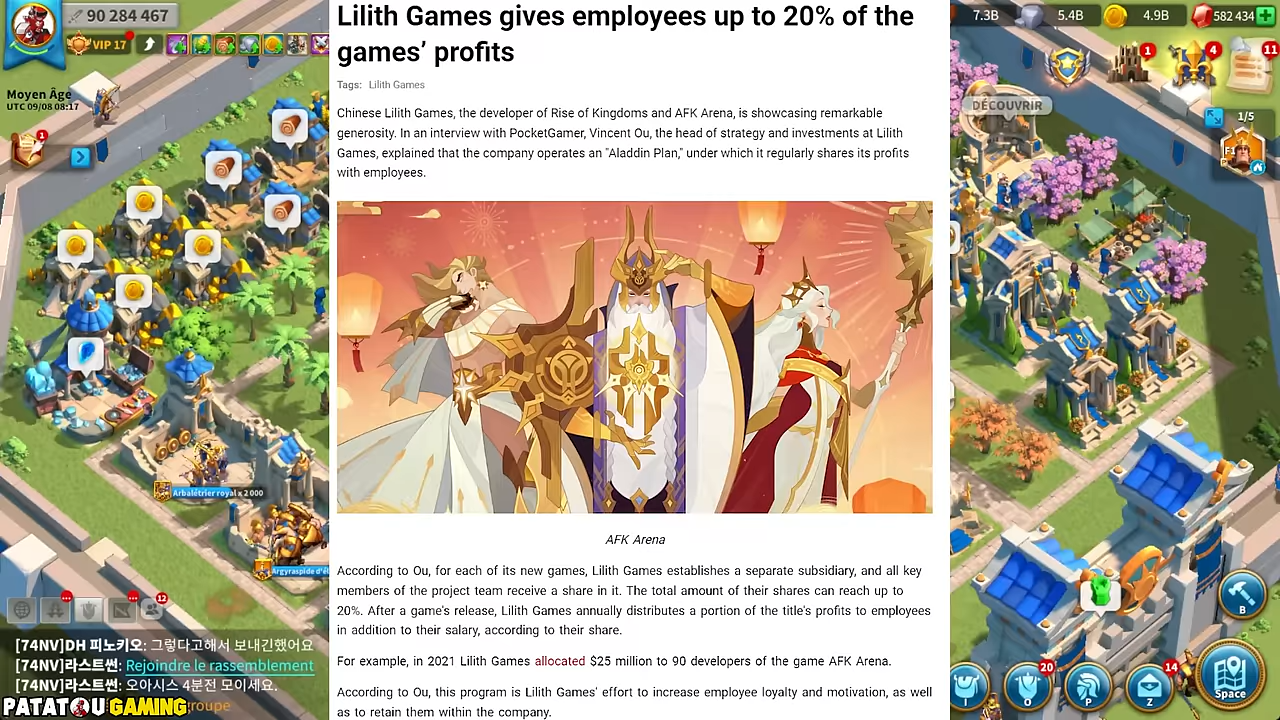 90 284 467
VIP 17
Moyen Âge
UTC 09/08 08:17
1
Arbalétrier royal x 2 000
Argyraspide d'él
12
[74NV]DH 피노키오: 그렇다고해서 보내긴했어요
[74NV]라스트썬: Rejoindre le rassemblement
[74NV]라스트썬: 오아시스 4분전 모이세요.
groupe
PATATOU GAMING
Lilith Games gives employees up to 20% of the
games’ profits
Tags: Lilith Games
Chinese Lilith Games, the developer of Rise of Kingdoms and AFK Arena, is showcasing remarkable
generosity. In an interview with PocketGamer, Vincent Ou, the head of strategy and investments at Lilith
Games, explained that the company operates an "Aladdin Plan," under which it regularly shares its profits
with employees.
AFK Arena
According to Ou, for each of its new games, Lilith Games establishes a separate subsidiary, and all key
members of the project team receive a share in it. The total amount of their shares can reach up to
20%. After a game's release, Lilith Games annually distributes a portion of the title's profits to employees
in addition to their salary, according to their share.
For example, in 2021 Lilith Games allocated $25 million to 90 developers of the game AFK Arena.
According to Ou, this program is Lilith Games' effort to increase employee loyalty and motivation, as well
as to retain them within the company.
7.3B 5.4B 4.9B 582 434
1 4 11
DÉCOUVRIR
1/5
B
20 14
I O P Z
Space